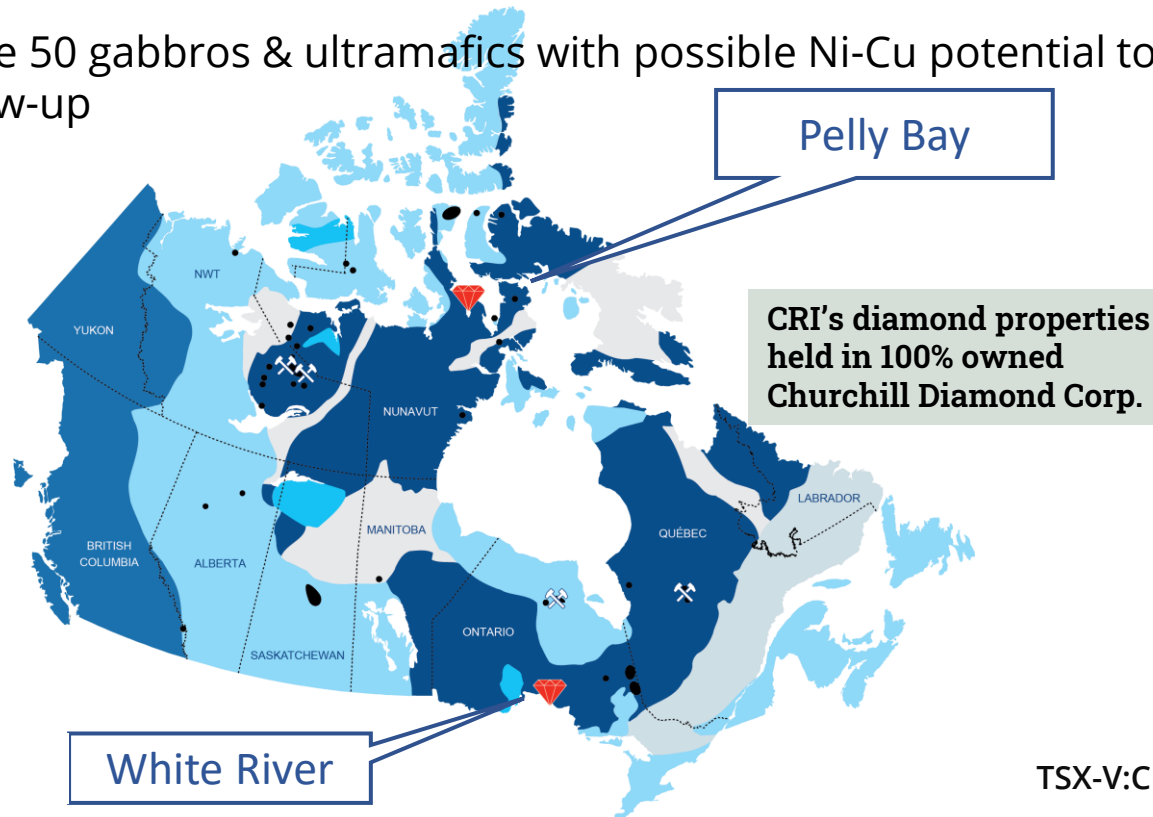 e 50 gabbros & ultramafics with possible Ni-Cu potential to
w-up
Pelly Bay
NWT
YUKON
CRI’s diamond properties
held in 100% owned
Churchill Diamond Corp.
NUNAVUT
LABRADOR
MANITOBA
QUÉBEC
BRITISH
COLUMBIA
ALBERTA
ONTARIO
SASKATCHEWAN
White River
TSX-V:C